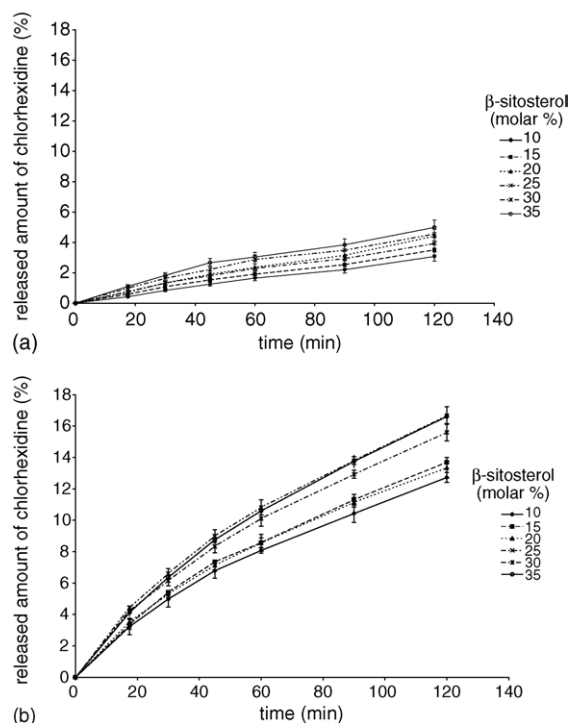 released amount of chlorhexidine (%)
18
16
14
12
10
8
6
4
2
0
0 20 40 60 80 100 120 140
time (min)
(a)
β-sitosterol
(molar %)
10
15
20
25
30
35
released amount of chlorhexidine (%)
18
16
14
12
10
8
6
4
2
0
0 20 40 60 80 100 120 140
time (min)
(b)
β-sitosterol
(molar %)
10
15
20
25
30
35